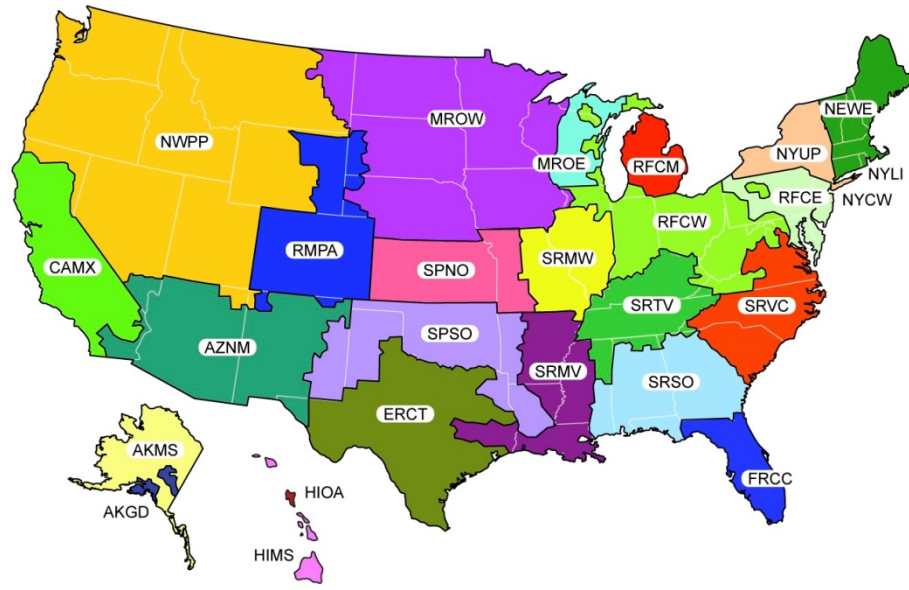 NEWE
MROW
NWPP
NYUP
MROE
RFCM
NYLI
RFCE
NYCW
RFCW
RMPA
SRMW
CAMX
SPNO
SRTV
SRVC
SPSO
AZNM
SRMV
SRSO
ERCT
AKMS
FRCC
HIOA
AKGD
HIMS